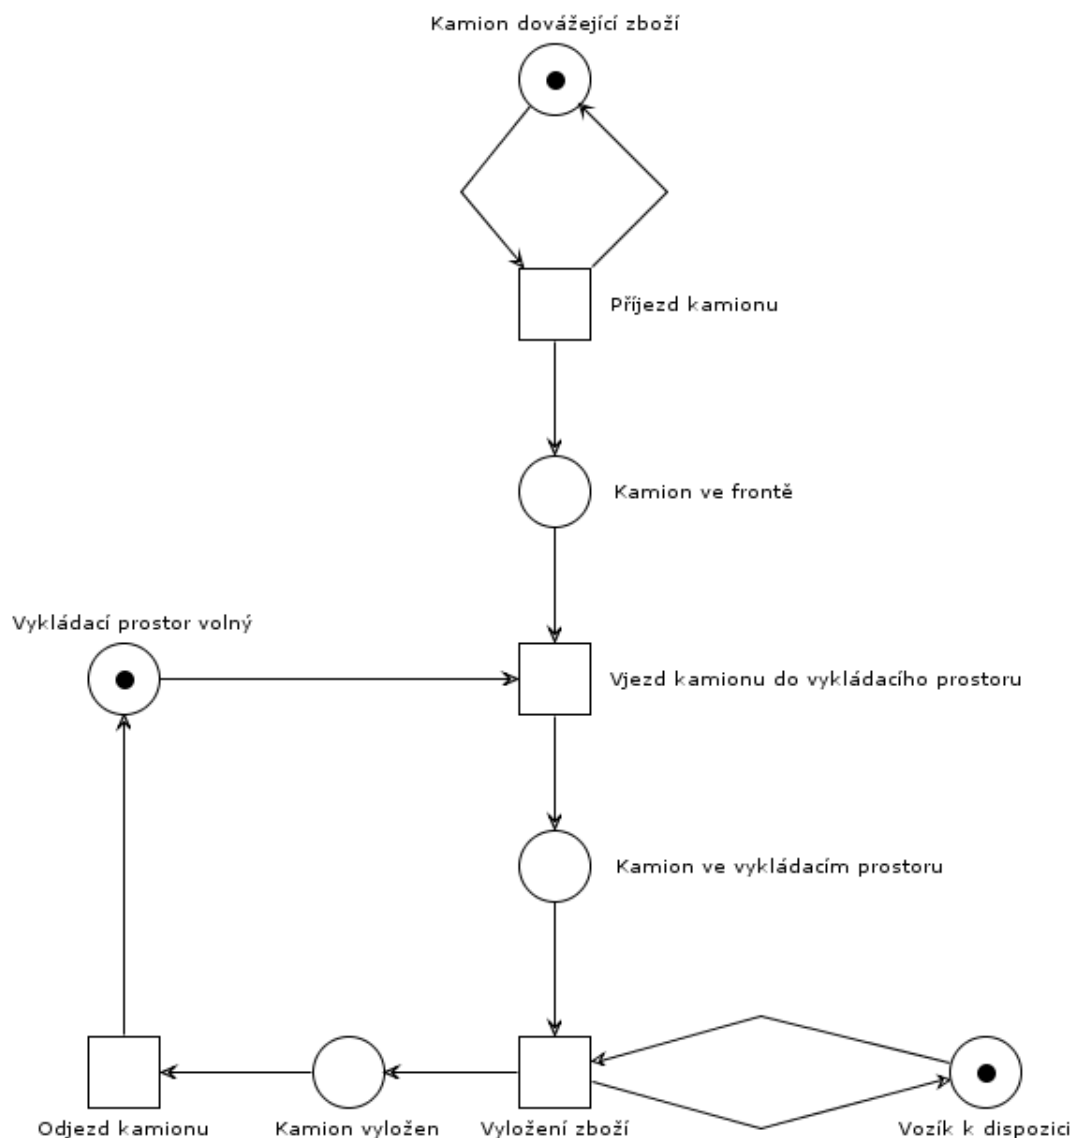 Kamion dovážející zboží
Příjezd kamionu
Kamion ve frontě
Vykládací prostor volný
Vjezd kamionu do vykládacího prostoru
Kamion ve vykládacím prostoru
Odjezd kamionu
Kamion vyložen
Vyložení zboží
Vozík k dispozici